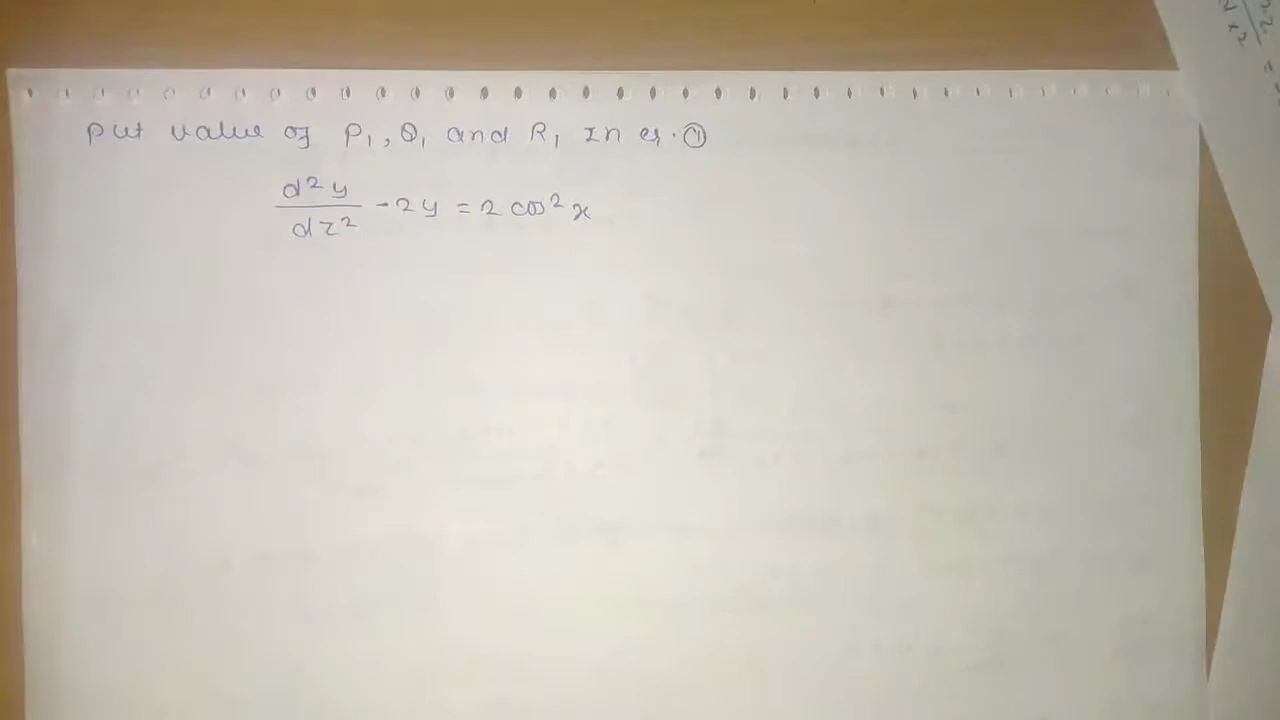 Put value of P₁, Q₁ and R₁ In eq. ①
d²y/dz² - 2y = 2 cos² x